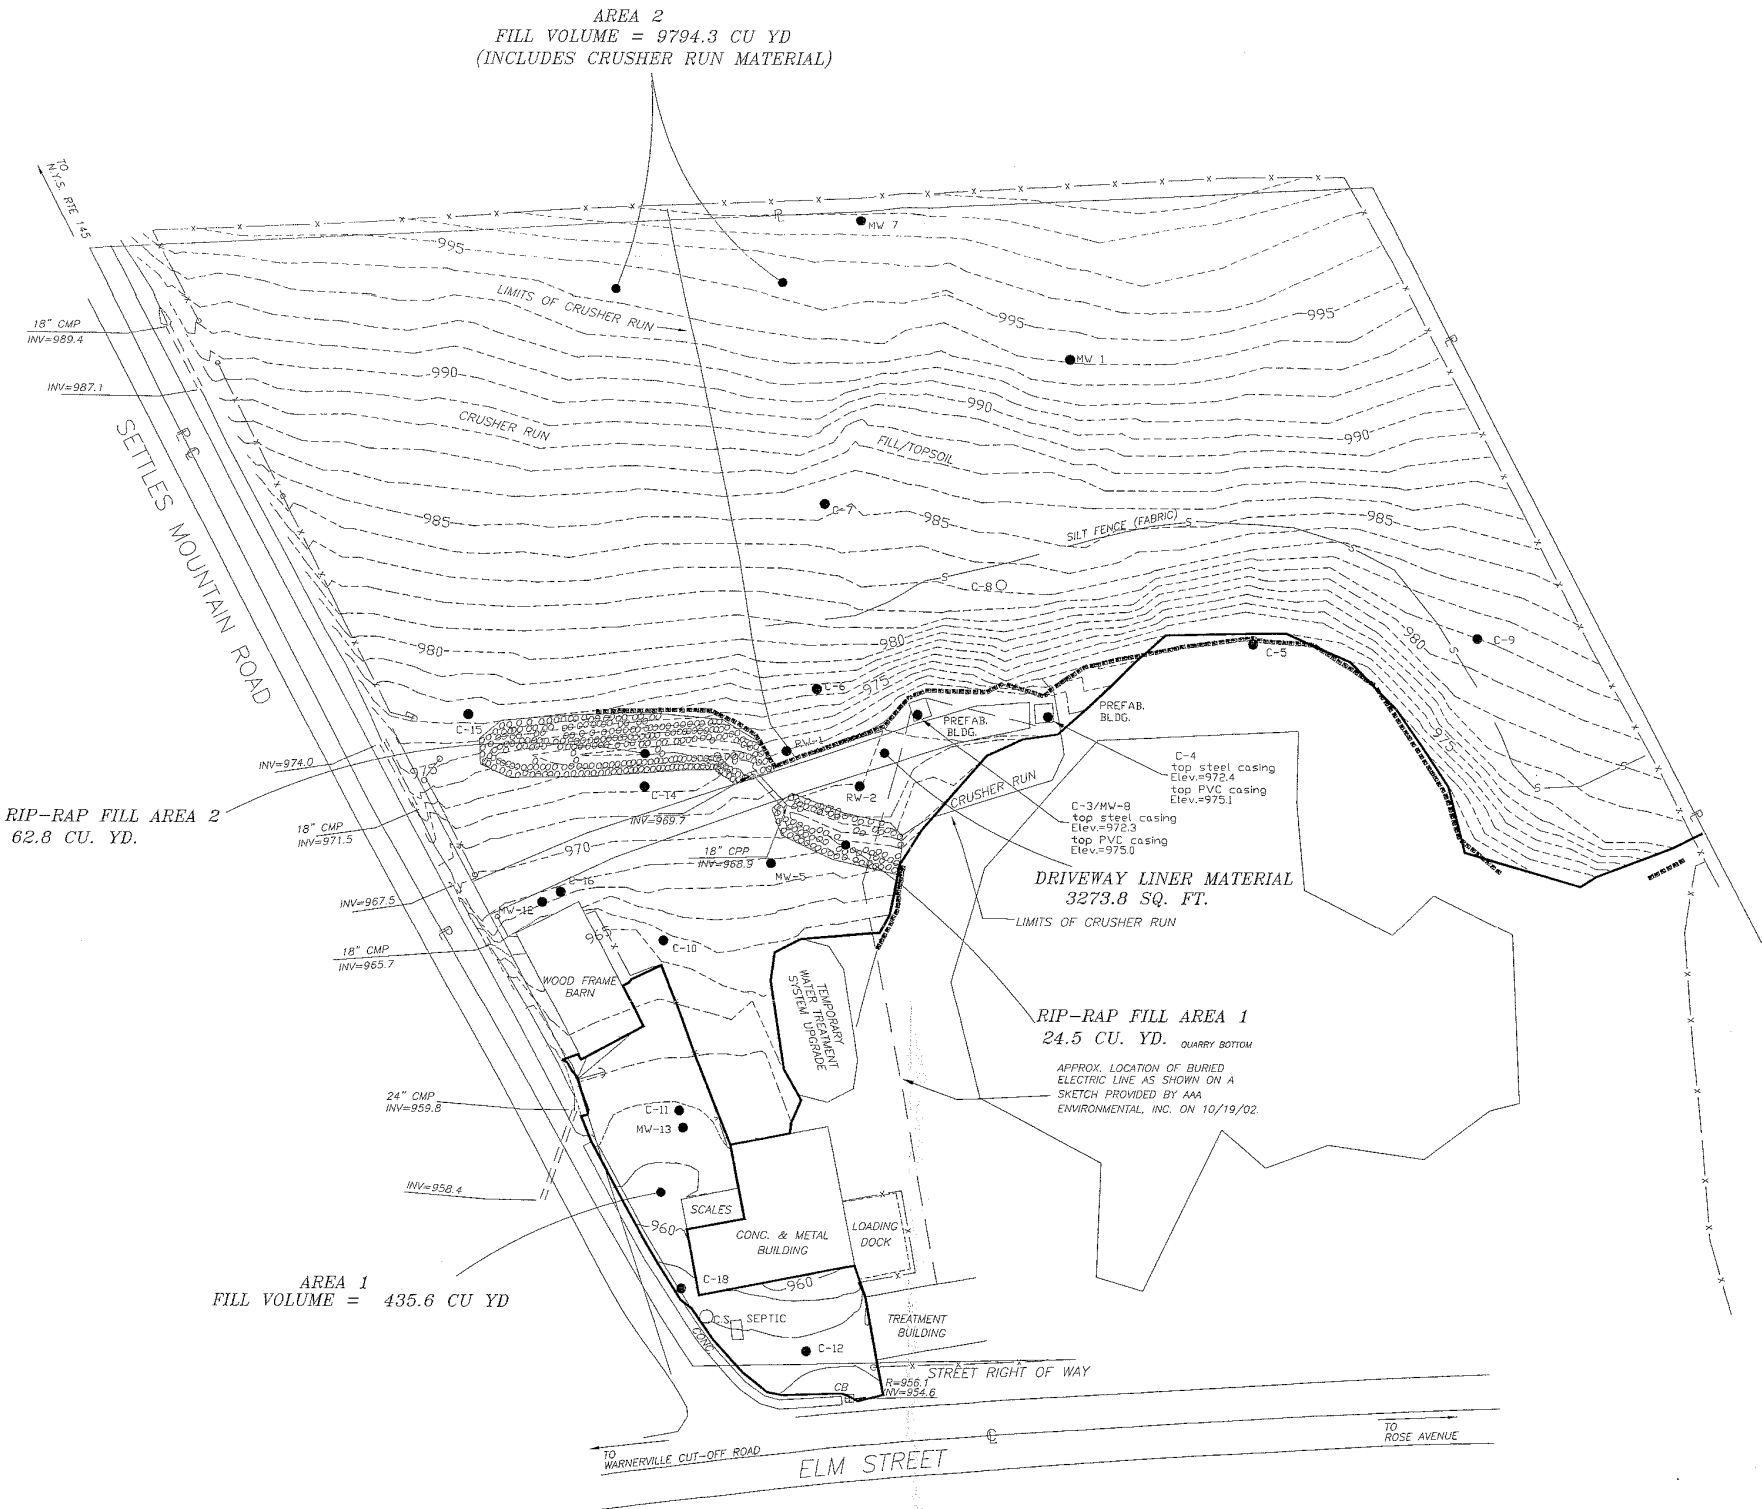 AREA 2
FILL VOLUME = 9794.3 CU YD
(INCLUDES CRUSHER RUN MATERIAL)
TO
N.Y.S. RTE 145
MW 7
995
LIMITS OF CRUSHER RUN
995
995
18" CMP
INV=989.4
MW 1
INV=987.1
990
990
990
CRUSHER RUN
FILL/TOPSOIL
SETTLES MOUNTAIN ROAD
C-7
985
985
985
SILT FENCE (FABRIC)
S
S
S
S
S
S
C-8
980
980
980
C-9
C-5
C-6
975
C-15
PREFAB.
BLDG.
PREFAB.
BLDG.
RW-1
975
975
INV=974.0
C-4
top steel casing
Elev.=972.4
top PVC casing
Elev.=975.1
C-14
RW-2
CRUSHER RUN
C-3/MW-8
top steel casing
Elev.=972.3
top PVC casing
Elev.=975.0
RIP-RAP FILL AREA 2
62.8 CU. YD.
18" CMP
INV=971.5
INV=969.7
970
18" CPP
INV=968.9
MW-5
DRIVEWAY LINER MATERIAL
3273.8 SQ. FT.
LIMITS OF CRUSHER RUN
C-16
MW-12
INV=967.5
965
C-10
18" CMP
INV=965.7
WOOD FRAME
BARN
TEMPORARY
WATER TREATMENT
SYSTEM UPGRADE
RIP-RAP FILL AREA 1
24.5 CU. YD.
QUARRY BOTTOM
APPROX. LOCATION OF BURIED
ELECTRIC LINE AS SHOWN ON A
SKETCH PROVIDED BY AAA
ENVIRONMENTAL, INC. ON 10/19/02.
24" CMP
INV=959.8
C-11
MW-13
INV=958.4
SCALES
960
CONC. & METAL
BUILDING
LOADING
DOCK
AREA 1
FILL VOLUME = 435.6 CU YD
C-18
960
C.S.
SEPTIC
TREATMENT
BUILDING
CONC.
C-12
STREET RIGHT OF WAY
CB
R=956.1
INV=954.6
TO
WARNERVILLE CUT-OFF ROAD
ELM STREET
TO
ROSE AVENUE